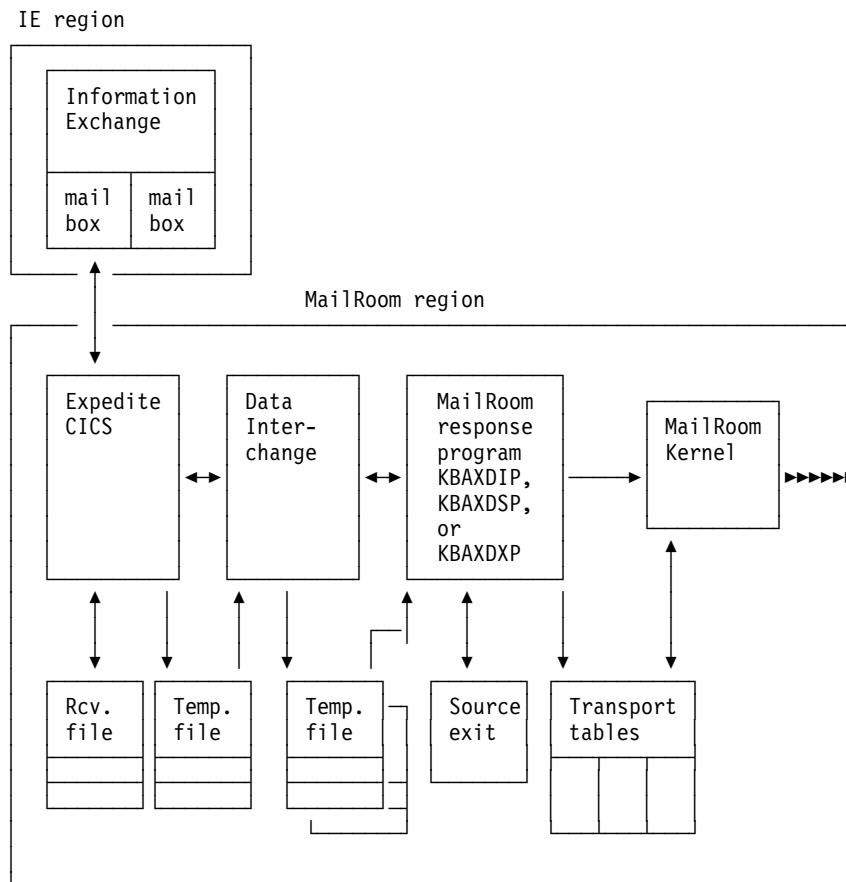 IE region
Information
Exchange
mail
box
mail
box
MailRoom region
Expedite
CICS
Data
Inter-
change
MailRoom
response
program
KBAXDIP,
KBAXDSP,
or
KBAXDXP
MailRoom
Kernel
Rcv.
file
Temp.
file
Temp.
file
Source
exit
Transport
tables